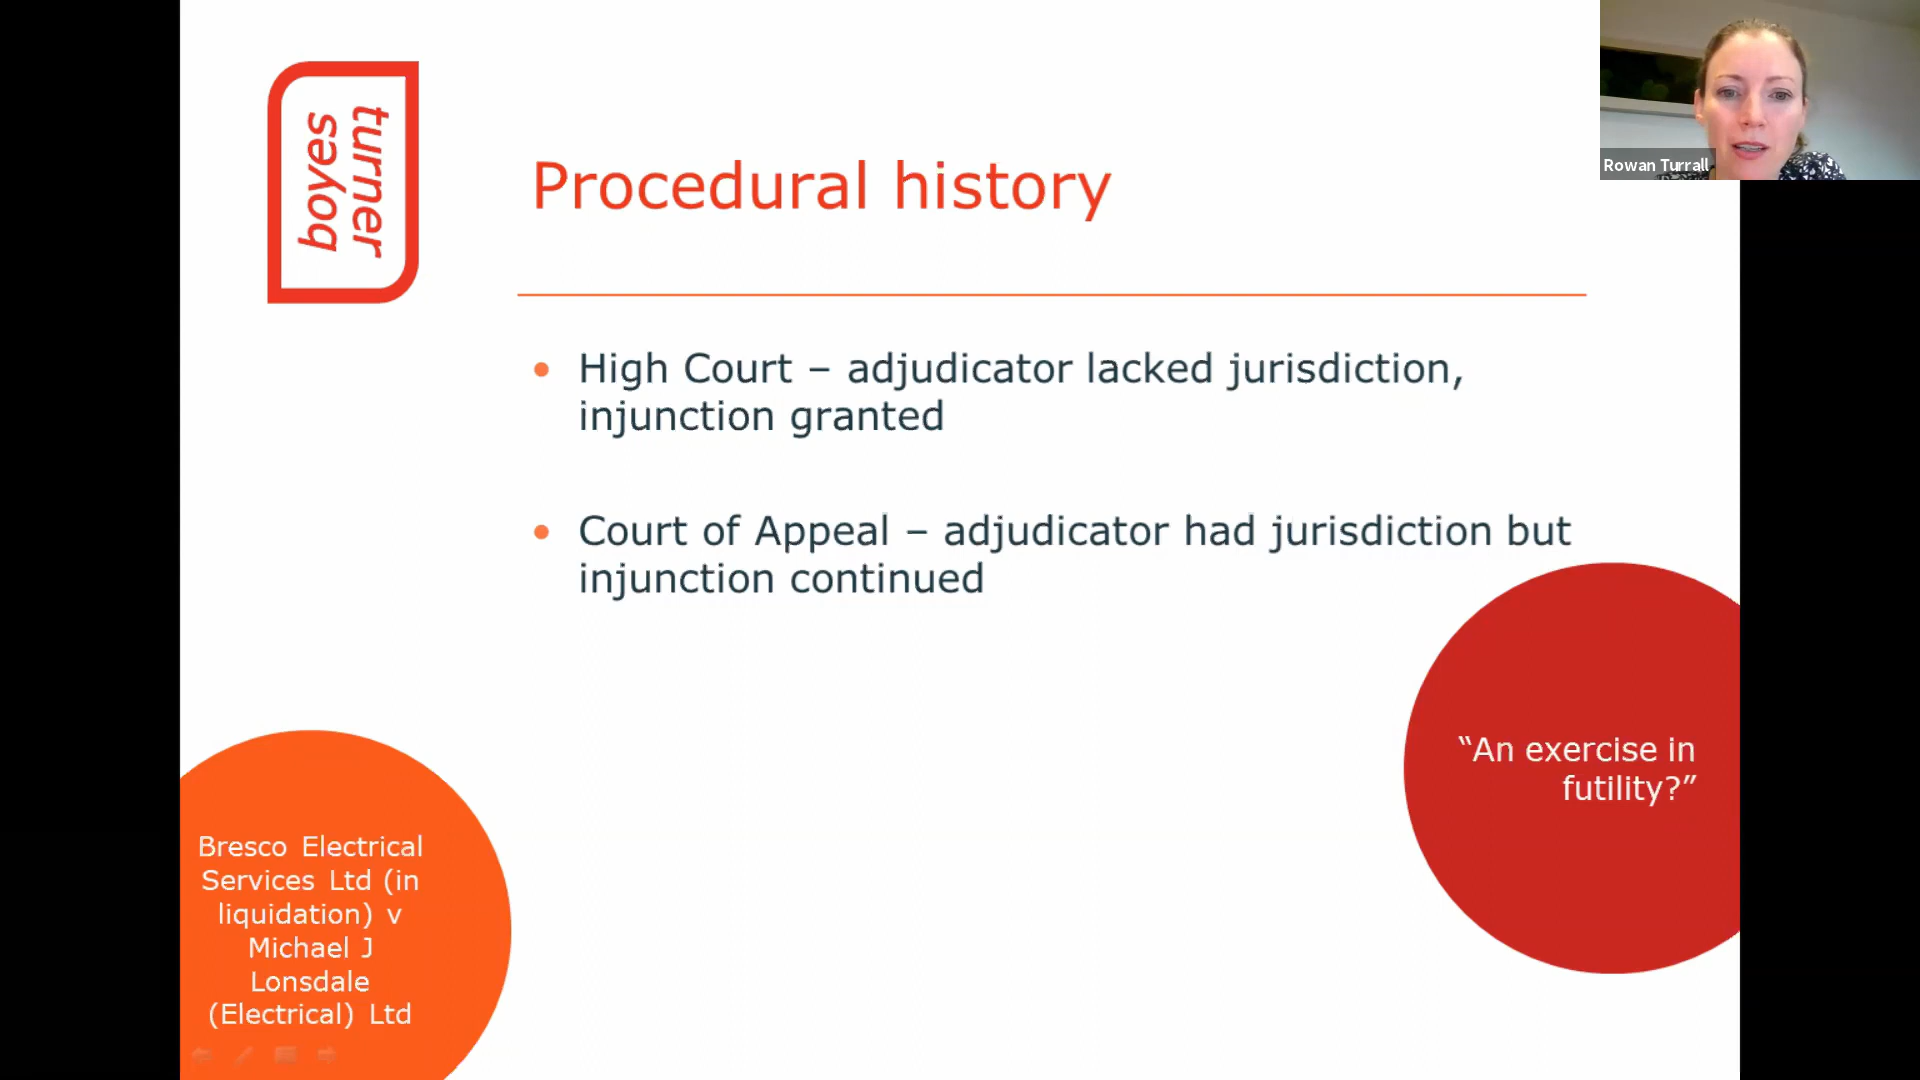 boyes
turner
Procedural history
Rowan Turrall
• High Court – adjudicator lacked jurisdiction,
injunction granted
• Court of Appeal – adjudicator had jurisdiction but
injunction continued
“An exercise in
futility?”
Bresco Electrical
Services Ltd (in
liquidation) v
Michael J
Lonsdale
(Electrical) Ltd